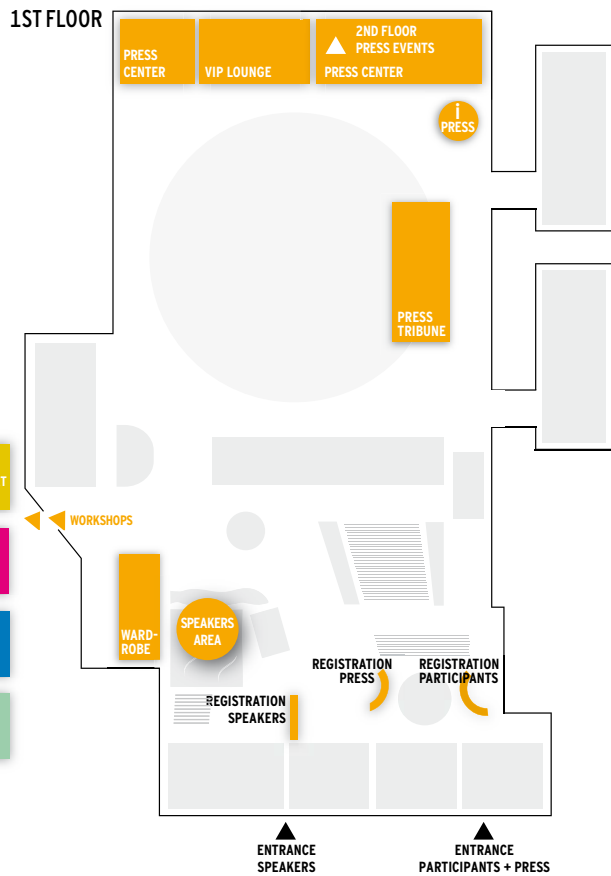 1ST FLOOR
2ND FLOOR
PRESS EVENTS
PRESS
CENTER
VIP LOUNGE
PRESS CENTER
i
PRESS
PRESS
TRIBUNE
T
WORKSHOPS
WARD-
ROBE
SPEAKERS
AREA
REGISTRATION
PRESS
REGISTRATION
PARTICIPANTS
REGISTRATION
SPEAKERS
ENTRANCE
SPEAKERS
ENTRANCE
PARTICIPANTS + PRESS